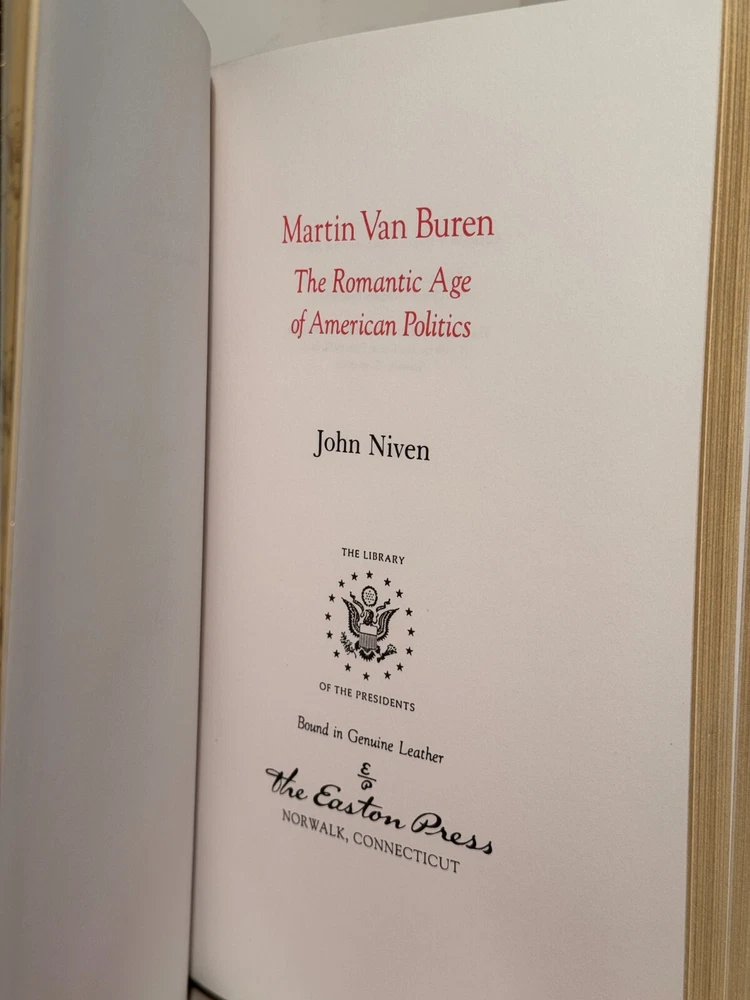 Martin Van Buren
The Romantic Age
of American Politics
John Niven
THE LIBRARY
OF THE PRESIDENTS
Bound in Genuine Leather
E
P
the Easton Press
NORWALK, CONNECTICUT